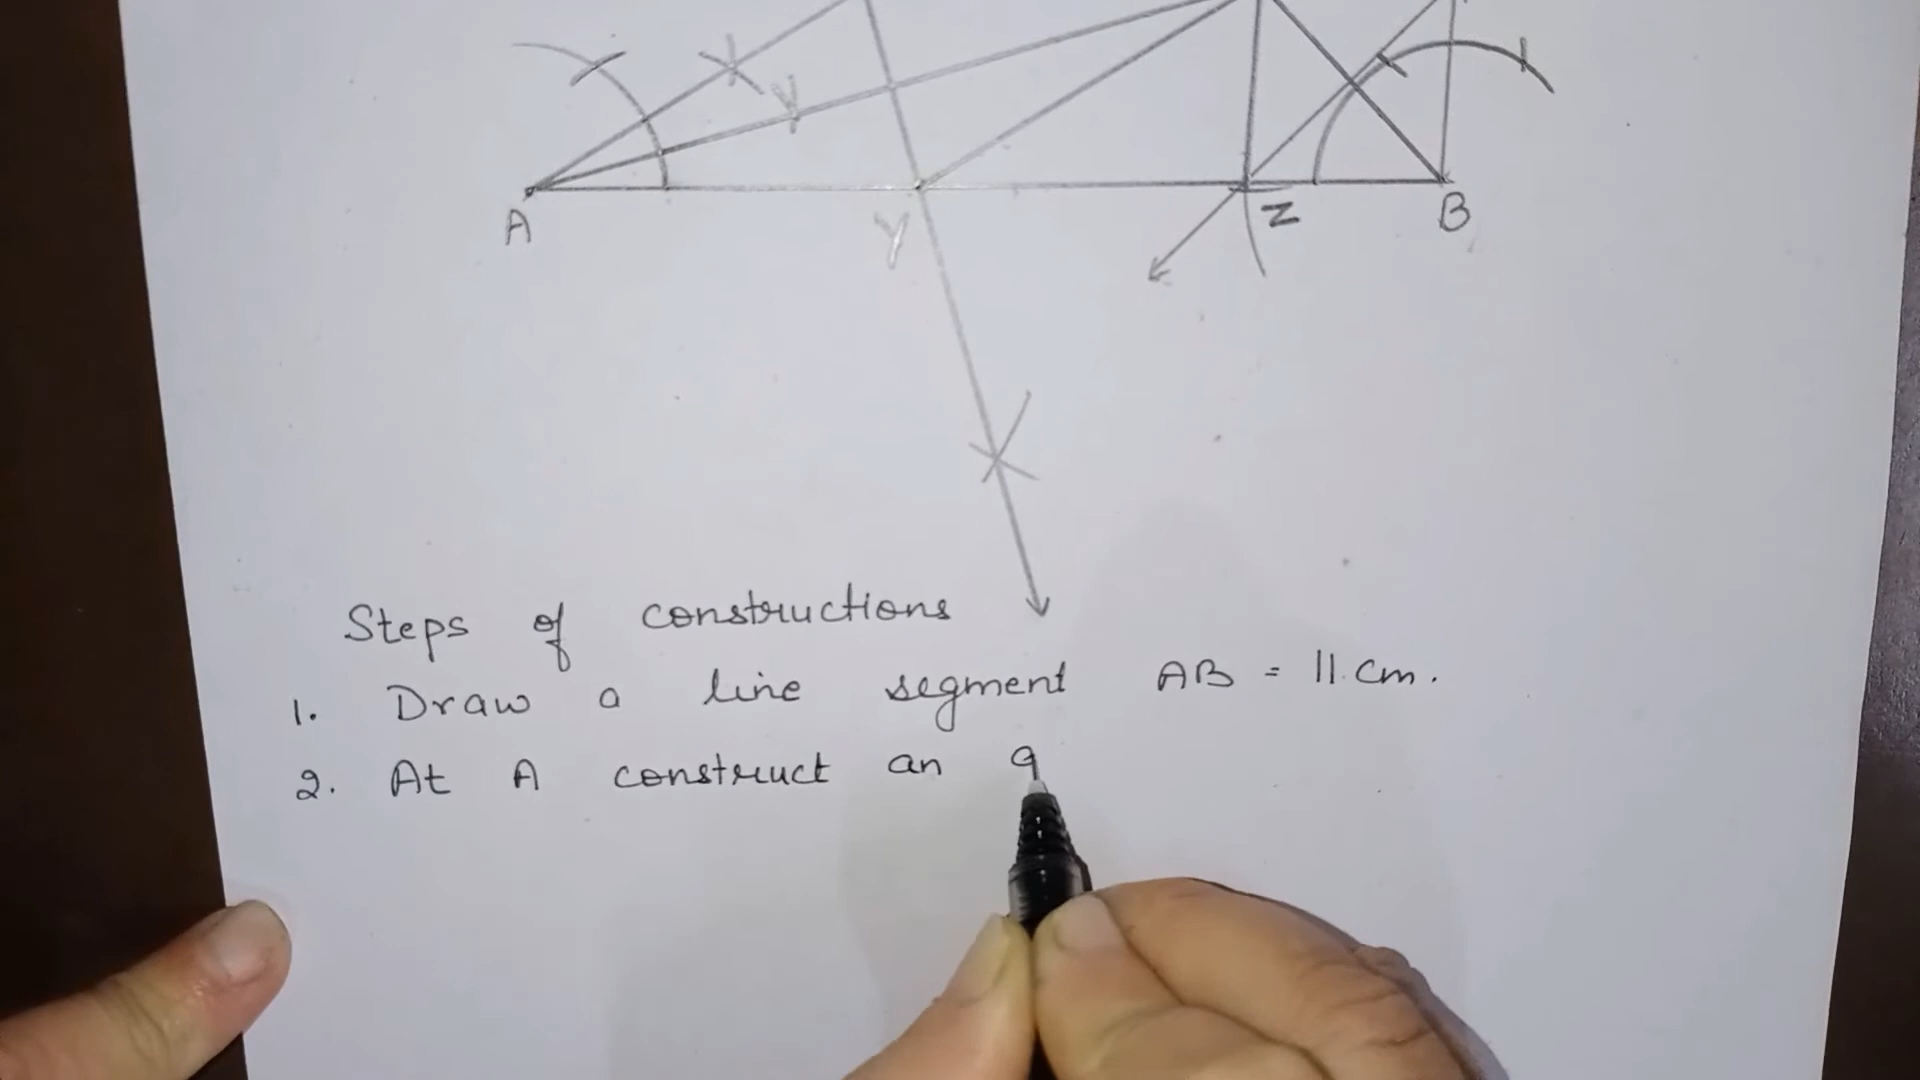 A
Y
Z
B
Steps of constructions
1. Draw a line segment AB = 11.cm.
2. At A construct an a